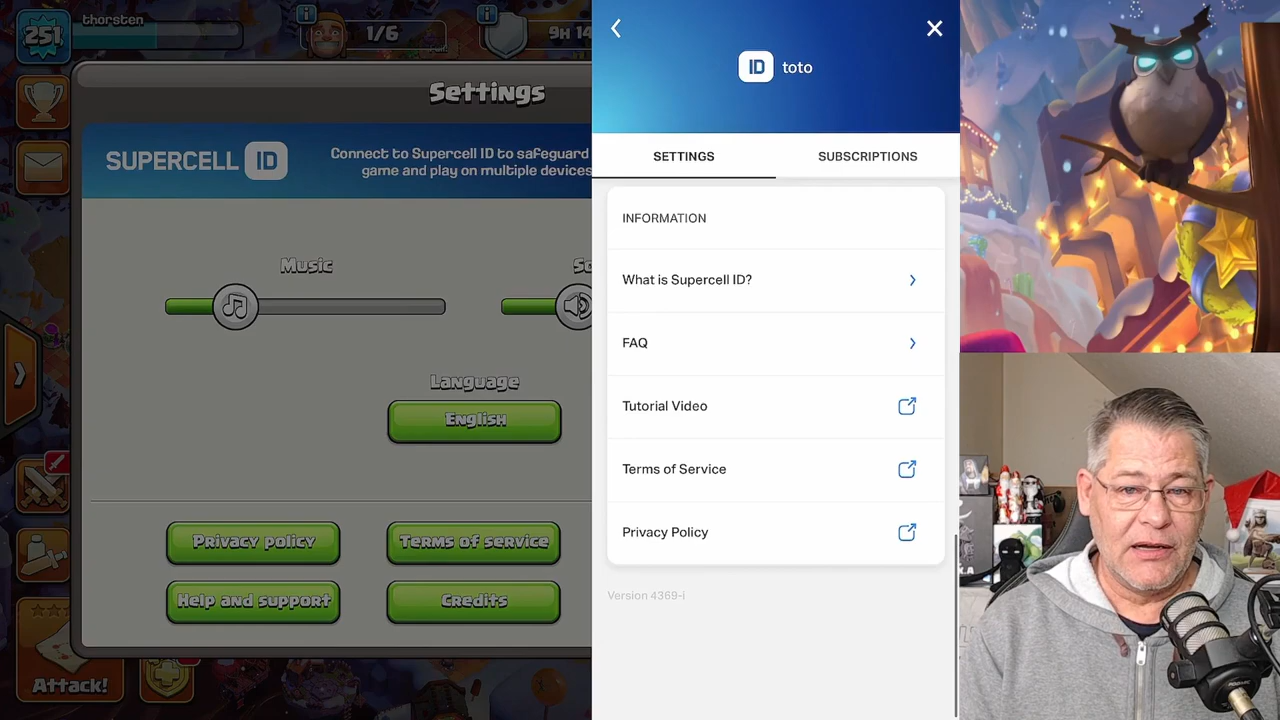 251
thorsten
1/6
9H 14
Settings
SUPERCELL ID
Connect to Supercell ID to safeguard
game and play on multiple devices
Music
So
Language
English
Privacy policy
Terms of service
Help and support
Credits
Attack!
ID toto
SETTINGS
SUBSCRIPTIONS
INFORMATION
What is Supercell ID?
FAQ
Tutorial Video
Terms of Service
Privacy Policy
Version 4369-i